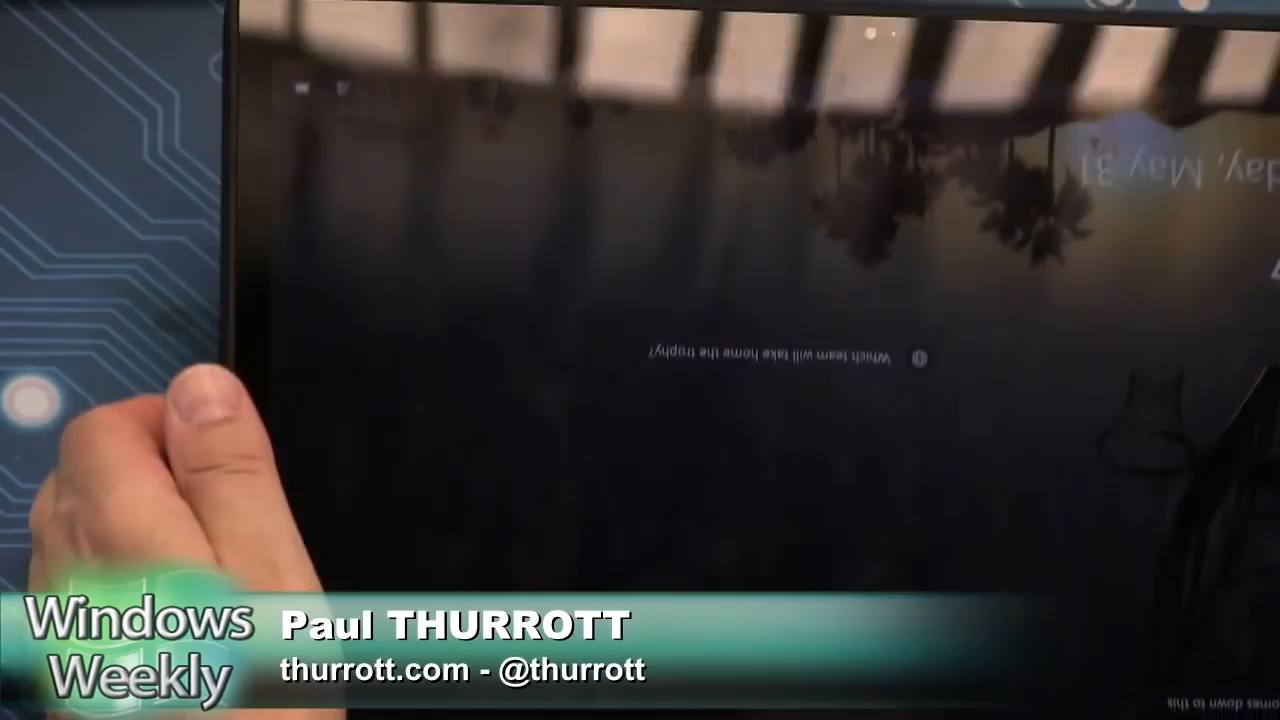 day, May 31
Which team will take home the trophy?
omes down to this
Windows
Weekly
Paul THURROTT
thurrott.com - @thurrott